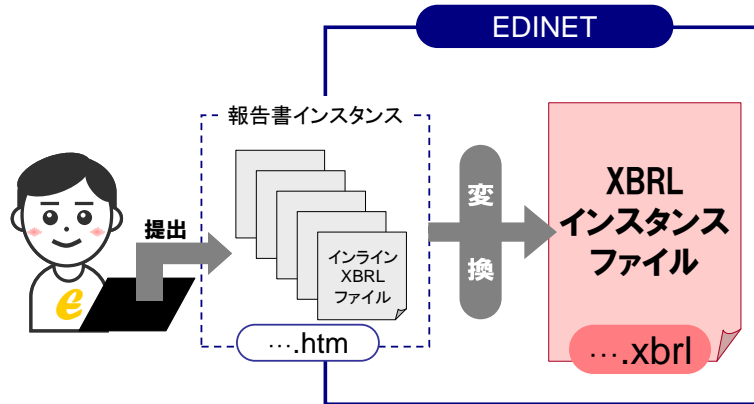 EDINET
報告書インスタンス
提出
e
インライン
XBRL
ファイル
….htm
変
換
XBRL
インスタンス
ファイル
….xbrl